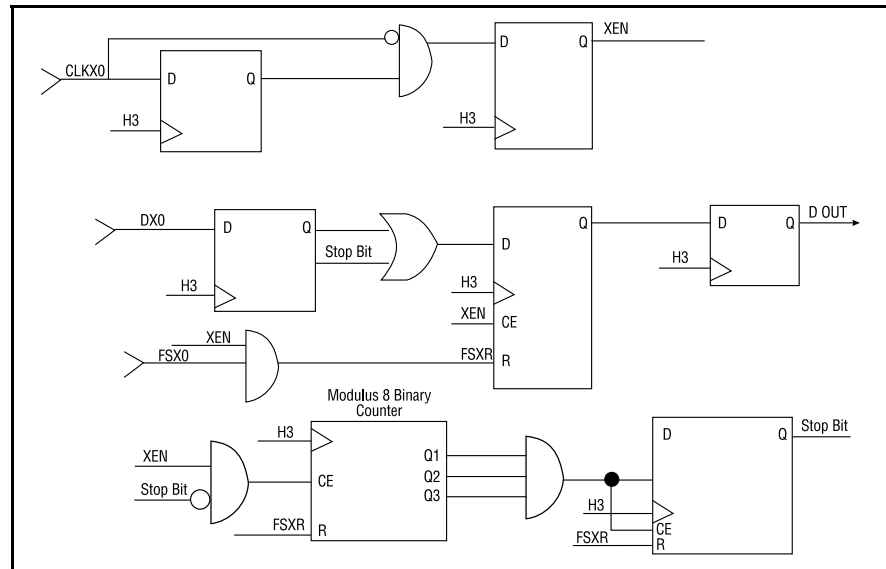 XEN
D Q
CLKX0
D Q
H3
H3
D OUT
DX0
D Q
Q
D Q
Stop Bit
D
H3
H3
H3
XEN
CE
XEN
FSX0
FSXR
R
Modulus 8 Binary
Counter
Stop Bit
H3
D Q
XEN
Q1
CE
Q2
Stop Bit
Q3
H3
CE
FSXR
R
FSXR
R